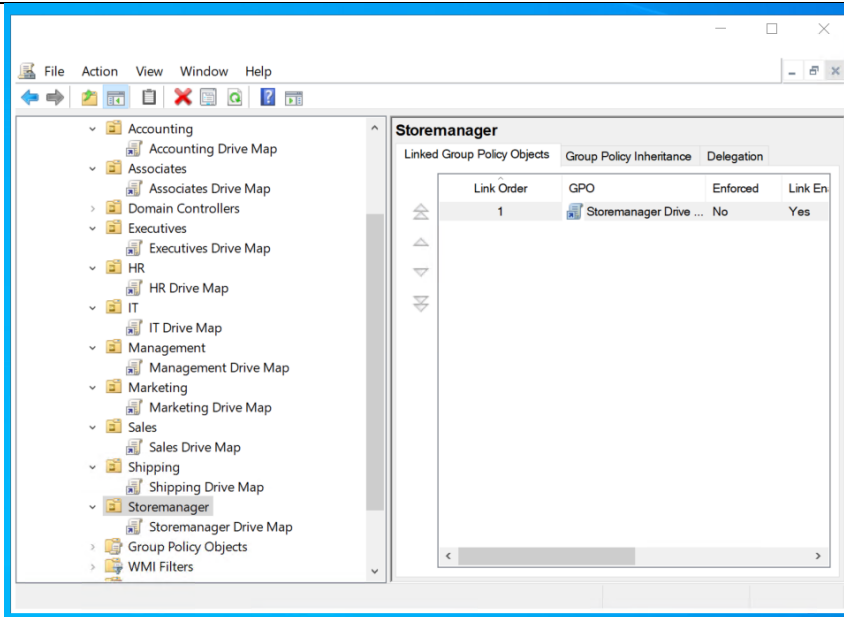 File Action View Window Help
Accounting
Accounting Drive Map
Associates
Associates Drive Map
Domain Controllers
Executives
Executives Drive Map
HR
HR Drive Map
IT
IT Drive Map
Management
Management Drive Map
Marketing
Marketing Drive Map
Sales
Sales Drive Map
Shipping
Shipping Drive Map
Storemanager
Storemanager Drive Map
Group Policy Objects
WMI Filters
Storemanager
Linked Group Policy Objects Group Policy Inheritance Delegation
Link Order GPO Enforced Link En
1 Storemanager Drive ... No Yes